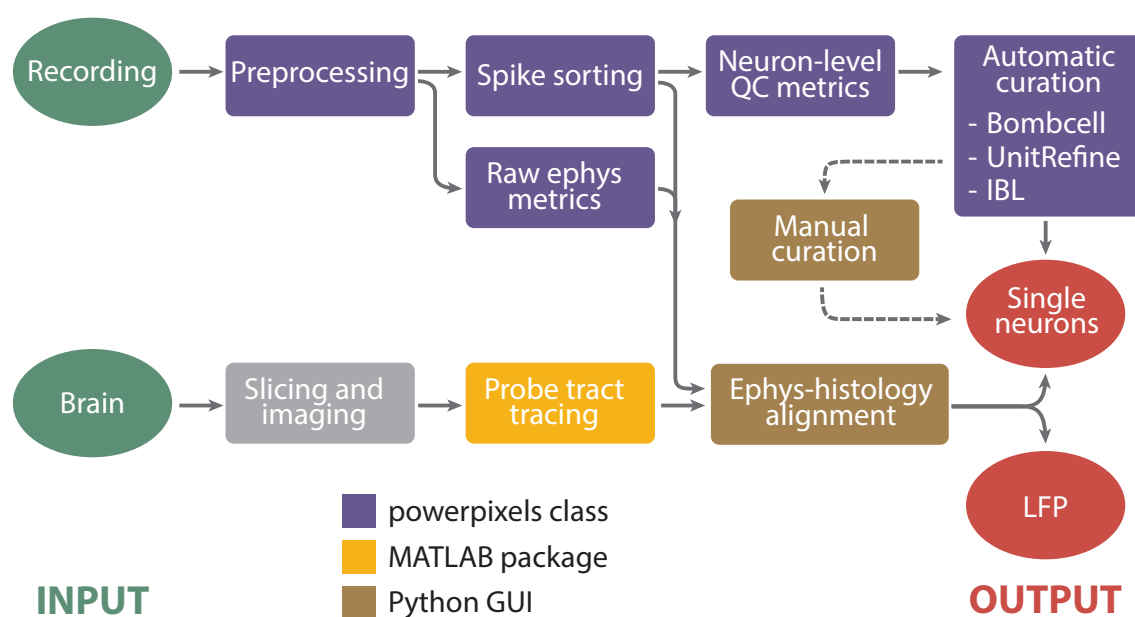 Recording
Preprocessing
Spike sorting
Neuron-level
QC metrics
Automatic
curation
- Bombcell
- UnitRefine
- IBL
Raw ephys
metrics
Manual
curation
Single
neurons
Brain
Slicing and
imaging
Probe tract
tracing
Ephys-histology
alignment
LFP
powerpixels class
MATLAB package
Python GUI
INPUT
OUTPUT